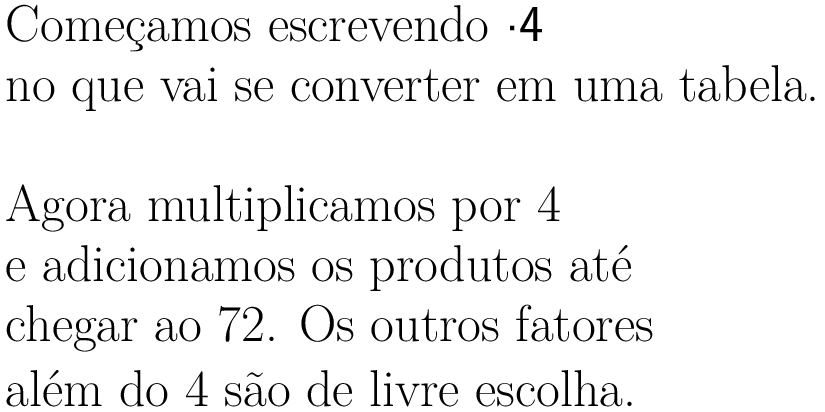 Começamos escrevendo ·4
no que vai se converter em uma tabela.
Agora multiplicamos por 4
e adicionamos os produtos até
chegar ao 72. Os outros fatores
além do 4 são de livre escolha.